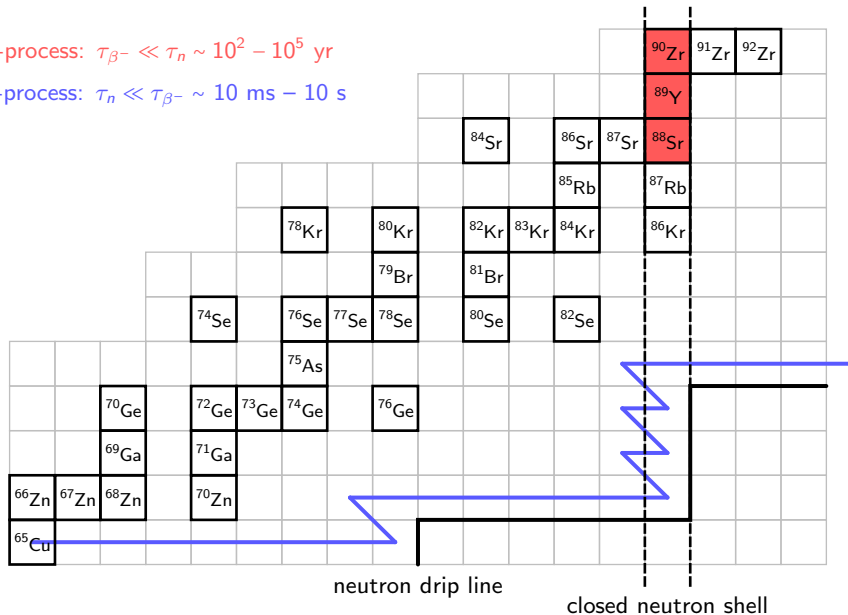 -process: τβ⁻ ≪ τn ~ 10² − 10⁵ yr
-process: τn ≪ τβ⁻ ~ 10 ms − 10 s
⁹⁰Zr ⁹¹Zr ⁹²Zr
⁸⁹Y
⁸⁴Sr ⁸⁶Sr ⁸⁷Sr ⁸⁸Sr
⁸⁵Rb ⁸⁷Rb
⁷⁸Kr ⁸⁰Kr ⁸²Kr ⁸³Kr ⁸⁴Kr ⁸⁶Kr
⁷⁹Br ⁸¹Br
⁷⁴Se ⁷⁶Se ⁷⁷Se ⁷⁸Se ⁸⁰Se ⁸²Se
⁷⁵As
⁷⁰Ge ⁷²Ge ⁷³Ge ⁷⁴Ge ⁷⁶Ge
⁶⁹Ga ⁷¹Ga
⁶⁶Zn ⁶⁷Zn ⁶⁸Zn ⁷⁰Zn
⁶⁵Cu
neutron drip line
closed neutron shell